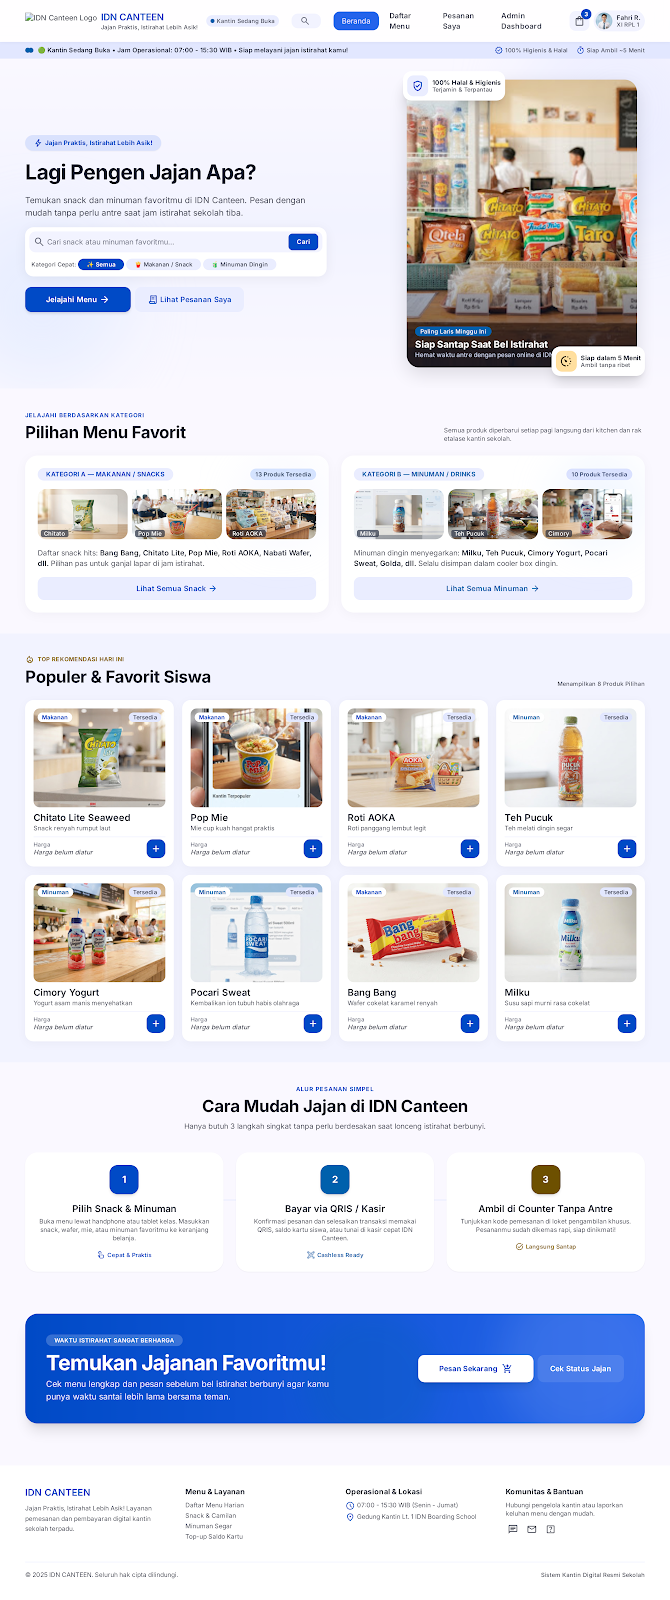 IDN Canteen Logo
IDN CANTEEN
Jajan Praktis, Istirahat Lebih Asik!
Kantin Sedang Buka
Beranda
Daftar Menu
Pesanan Saya
Admin Dashboard
3
Fahri R.
XI RPL 1
Kantin Sedang Buka • Jam Operasional: 07:00 - 15:30 WIB • Siap melayani jajan istirahat kamu!
100% Higienis & Halal
Siap Ambil ~5 Menit
Jajan Praktis, Istirahat Lebih Asik!
Lagi Pengen Jajan Apa?
Temukan snack dan minuman favoritmu di IDN Canteen. Pesan dengan
mudah tanpa perlu antre saat jam istirahat sekolah tiba.
Cari snack atau minuman favoritmu...
Cari
Kategori Cepat:
Semua
Makanan / Snack
Minuman Dingin
Jelajahi Menu
Lihat Pesanan Saya
100% Halal & Higienis
Terjamin & Terpantau
CHITATO
CHITATO
Qtela
Taro
Paling Laris Minggu Ini
Siap Santap Saat Bel Istirahat
Hemat waktu antre dengan pesan online di IDN
Siap dalam 5 Menit
Ambil tanpa ribet
JELAJAHI BERDASARKAN KATEGORI
Pilihan Menu Favorit
Semua produk diperbarui setiap pagi langsung dari kitchen dan rak
etalase kantin sekolah.
KATEGORI A — MAKANAN / SNACKS
13 Produk Tersedia
Chitato
Pop Mie
Roti AOKA
Daftar snack hits: Bang Bang, Chitato Lite, Pop Mie, Roti AOKA, Nabati Wafer,
dll. Pilihan pas untuk ganjal lapar di jam istirahat.
Lihat Semua Snack
KATEGORI B — MINUMAN / DRINKS
10 Produk Tersedia
Milku
Teh Pucuk
Cimory
Minuman dingin menyegarkan: Milku, Teh Pucuk, Cimory Yogurt, Pocari
Sweat, Golda, dll. Selalu disimpan dalam cooler box dingin.
Lihat Semua Minuman
TOP REKOMENDASI HARI INI
Populer & Favorit Siswa
Menampilkan 8 Produk Pilihan
Makanan
Tersedia
CHITATO
Chitato Lite Seaweed
Snack renyah rumput laut
Harga
Harga belum diatur
Makanan
Tersedia
POP MIE
Kantin Terpopuler
Pop Mie
Mie cup kuah hangat praktis
Harga
Harga belum diatur
Makanan
Tersedia
AOKA
Roti AOKA
Roti panggang lembut legit
Harga
Harga belum diatur
Minuman
Tersedia
pucuk
Teh Pucuk
Teh melati dingin segar
Harga
Harga belum diatur
Minuman
Tersedia
Cimory Yogurt
Yogurt asam manis menyehatkan
Harga
Harga belum diatur
Minuman
Tersedia
POCARI
SWEAT
Pocari Sweat
Kembalikan ion tubuh habis olahraga
Harga
Harga belum diatur
Makanan
Tersedia
Bang
bang
Bang Bang
Wafer cokelat karamel renyah
Harga
Harga belum diatur
Minuman
Tersedia
Milku
Milku
Susu sapi murni rasa cokelat
Harga
Harga belum diatur
ALUR PESANAN SIMPEL
Cara Mudah Jajan di IDN Canteen
Hanya butuh 3 langkah singkat tanpa perlu berdesakan saat lonceng istirahat berbunyi.
1
Pilih Snack & Minuman
Buka menu lewat handphone atau tablet kelas. Masukkan
snack, wafer, mie, atau minuman favoritmu ke keranjang
belanja.
Cepat & Praktis
2
Bayar via QRIS / Kasir
Konfirmasi pesanan dan selesaikan transaksi memakai
QRIS, saldo kartu siswa, atau tunai di kasir cepat IDN
Canteen.
Cashless Ready
3
Ambil di Counter Tanpa Antre
Tunjukkan kode pemesanan di loket pengambilan khusus.
Pesananmu sudah dikemas rapi, siap dinikmati!
Langsung Santap
WAKTU ISTIRAHAT SANGAT BERHARGA
Temukan Jajanan Favoritmu!
Cek menu lengkap dan pesan sebelum bel istirahat berbunyi agar kamu
punya waktu santai lebih lama bersama teman.
Pesan Sekarang
Cek Status Jajan
IDN CANTEEN
Jajan Praktis, Istirahat Lebih Asik! Layanan
pemesanan dan pembayaran digital kantin
sekolah terpadu.
Menu & Layanan
Daftar Menu Harian
Snack & Camilan
Minuman Segar
Top-up Saldo Kartu
Operasional & Lokasi
07:00 - 15:30 WIB (Senin - Jumat)
Gedung Kantin Lt. 1 IDN Boarding School
Komunitas & Bantuan
Hubungi pengelola kantin atau laporkan
keluhan menu dengan mudah.
© 2025 IDN CANTEEN. Seluruh hak cipta dilindungi.
Sistem Kantin Digital Resmi Sekolah